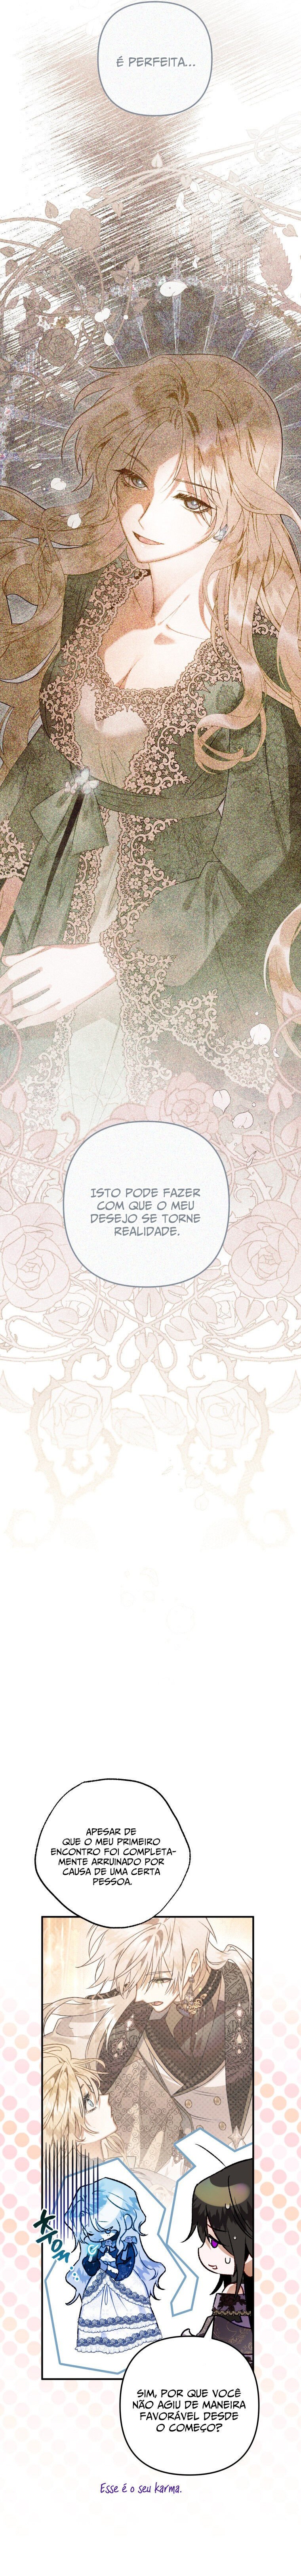 É PERFEITA...
ISTO PODE FAZER
COM QUE O MEU
DESEJO SE TORNE
REALIDADE.
APESAR DE
QUE O MEU PRIMEIRO
ENCONTRO FOI COMPLETA-
MENTE ARRUINADO POR
CAUSA DE UMA CERTA
PESSOA.
SIM, POR QUE VOCÊ
NÃO AGIU DE MANEIRA
FAVORÁVEL DESDE
O COMEÇO?
Esse é o seu karma.